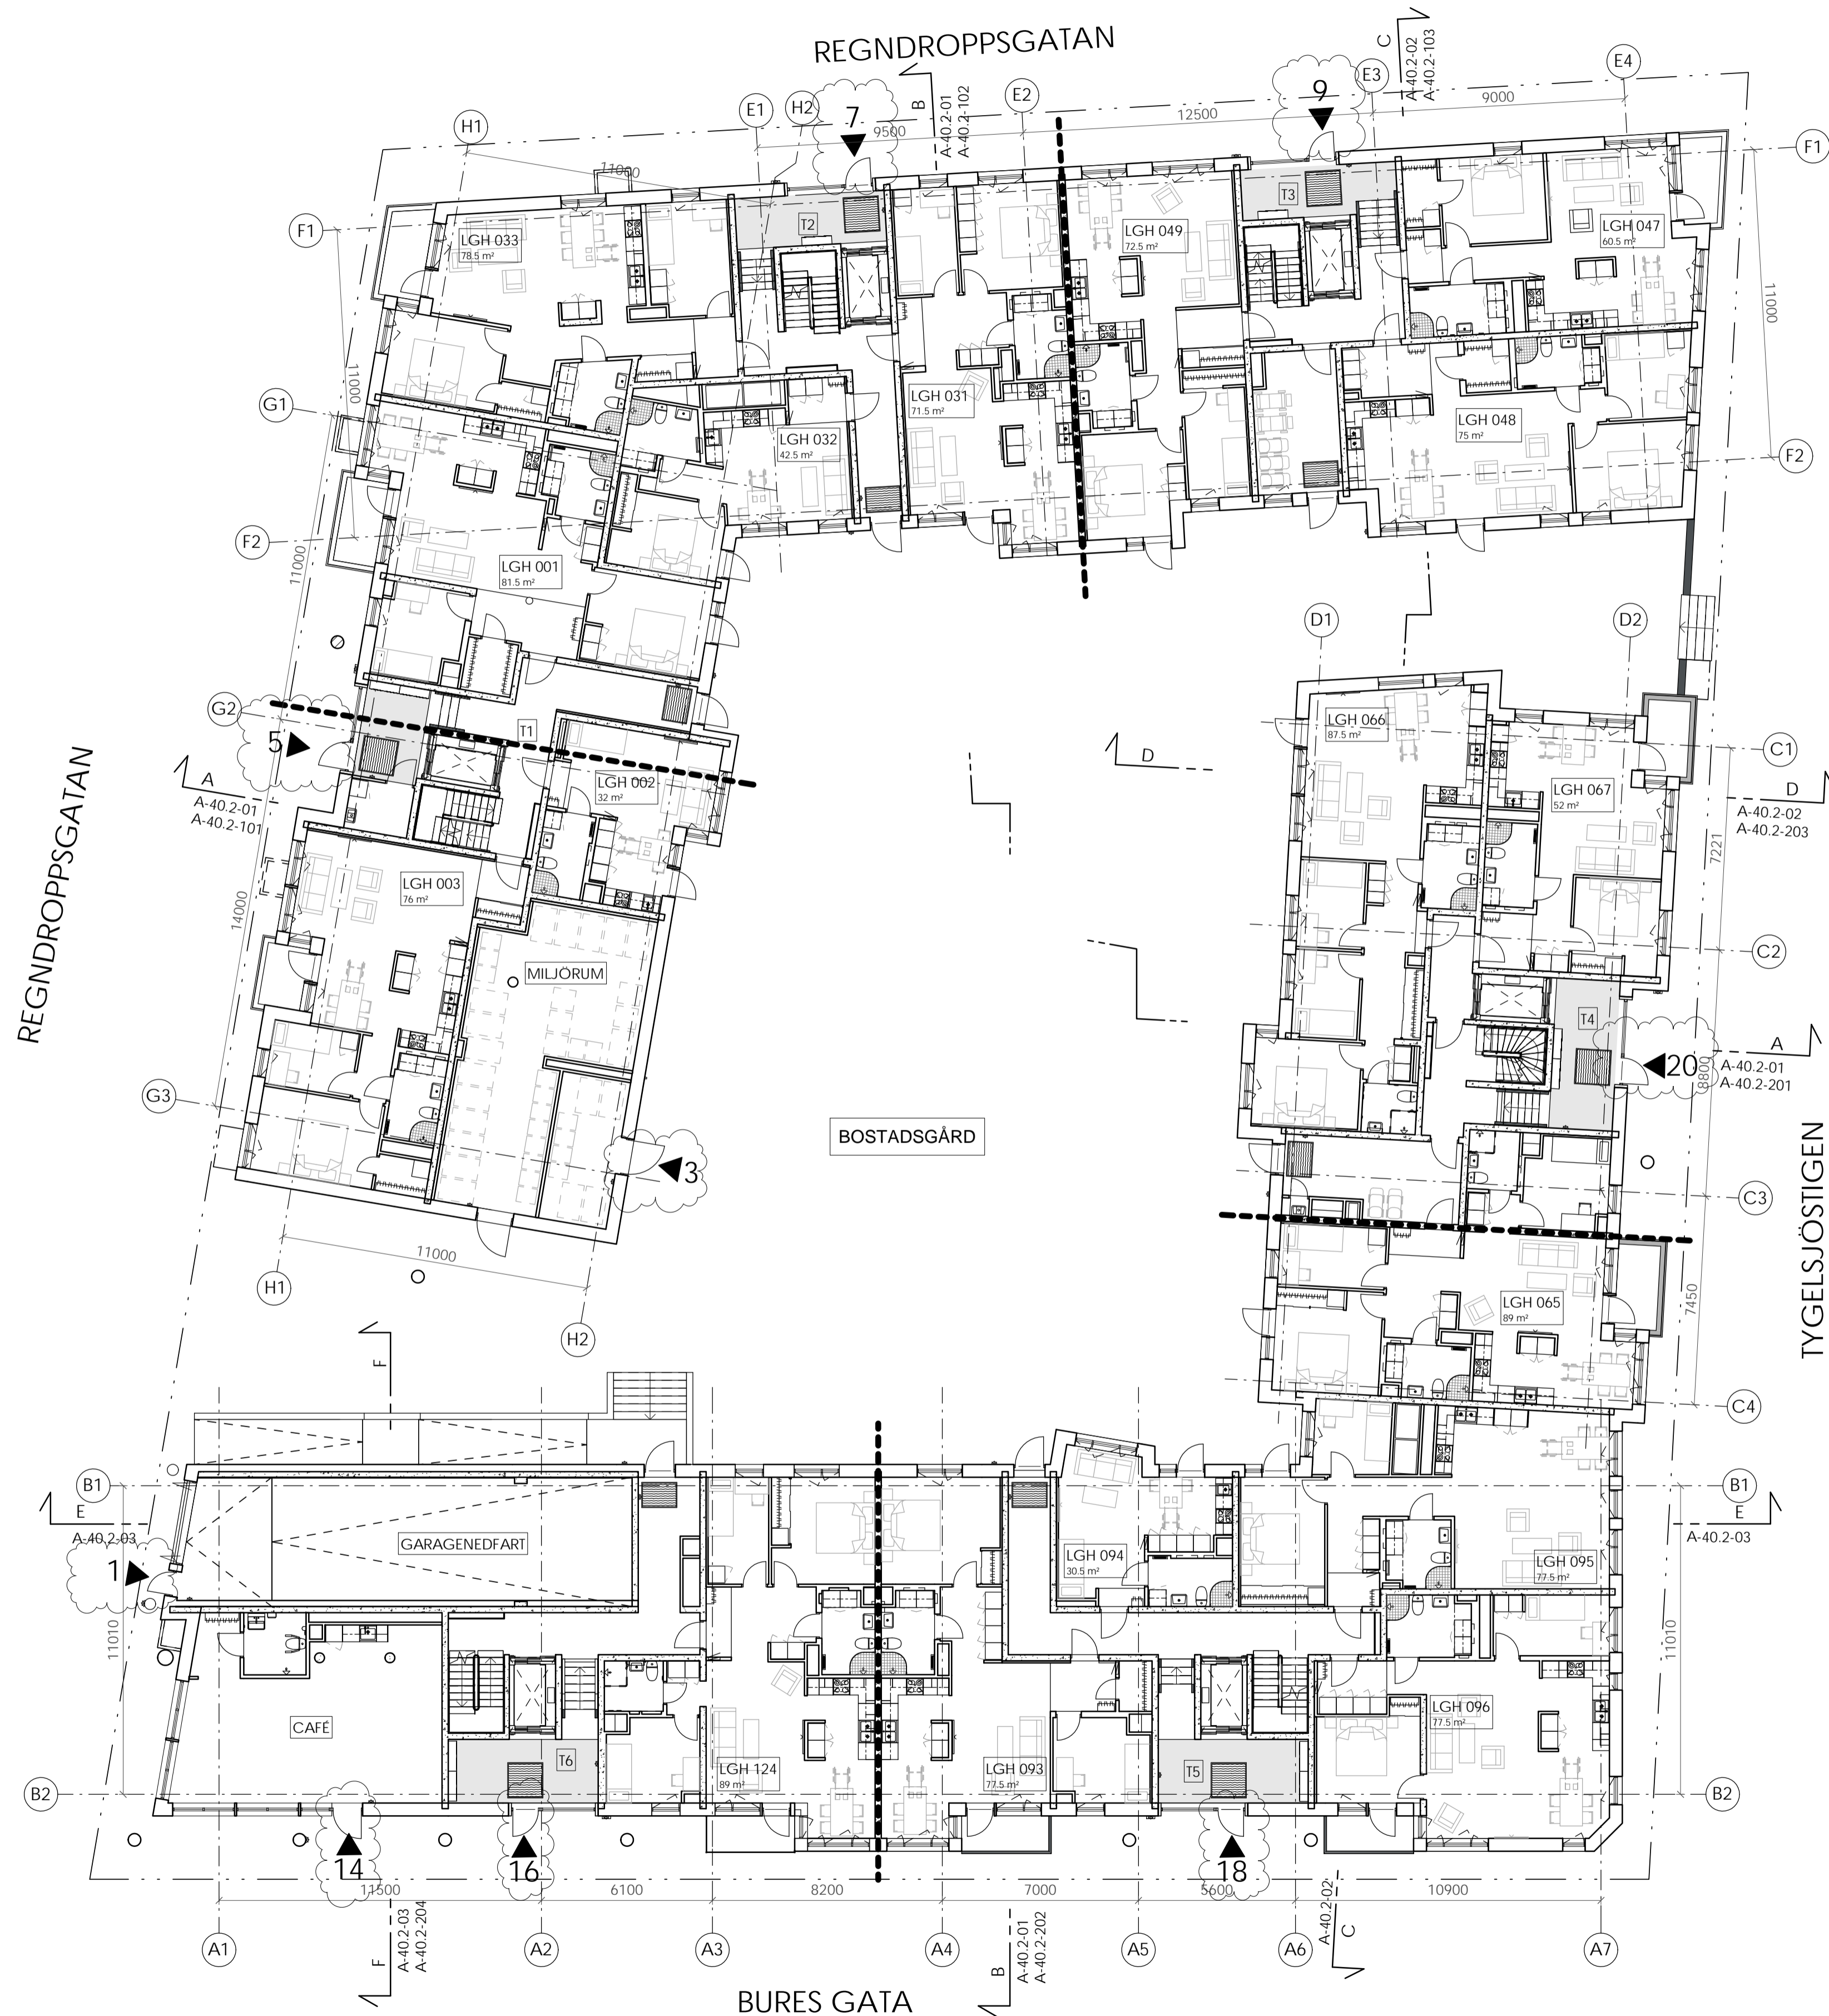 REGNDROPPSGATAN
C
A-40.2-02
A-40.2-103
B
A-40.2-01
A-40.2-102
E4
E3
E2
E1
H2
H1
7
9
9500
12500
9000
11000
F1
F1
T2
T3
LGH 033
78.5 m²
LGH 049
72.5 m²
LGH 047
60.5 m²
11000
11000
G1
LGH 031
71.5 m²
LGH 032
42.5 m²
LGH 048
75 m²
F2
F2
11000
LGH 001
81.5 m²
D1
D2
G2
5
T1
LGH 066
87.5 m²
C1
REGNDROPPSGATAN
A
A-40.2-01
A-40.2-101
LGH 002
32 m²
D
LGH 067
52 m²
D
A-40.2-02
A-40.2-203
7221
LGH 003
76 m²
14000
C2
MILJÖRUM
T4
A
A-40.2-01
A-40.2-201
20
8800
G3
BOSTADSGÅRD
3
TYGELSJÖSTIGEN
C3
11000
H1
H2
LGH 065
89 m²
7450
F
C4
B1
B1
E
A-40.2-03
E
A-40.2-03
GARAGENEDFART
1
LGH 094
30.5 m²
LGH 095
77.5 m²
11010
11010
CAFÉ
T6
LGH 124
89 m²
LGH 093
77.5 m²
T5
LGH 096
77.5 m²
B2
B2
14
16
18
11500
6100
8200
7000
5600
10900
A1
A2
A3
A4
A5
A6
A7
F
A-40.2-03
A-40.2-204
B
A-40.2-01
A-40.2-202
A-40.2-02
C
BURES GATA